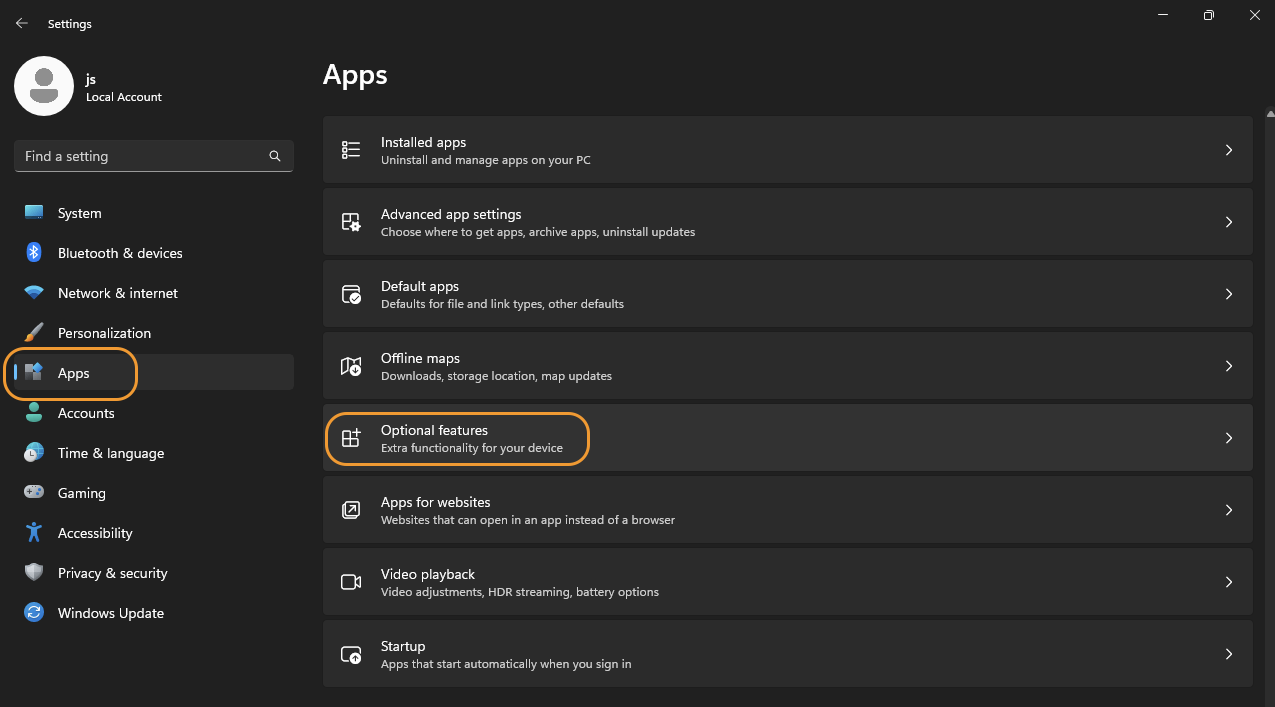 Settings
js
Local Account
Find a setting
System
Bluetooth & devices
Network & internet
Personalization
Apps
Accounts
Time & language
Gaming
Accessibility
Privacy & security
Windows Update
Apps
Installed apps
Uninstall and manage apps on your PC
Advanced app settings
Choose where to get apps, archive apps, uninstall updates
Default apps
Defaults for file and link types, other defaults
Offline maps
Downloads, storage location, map updates
Optional features
Extra functionality for your device
Apps for websites
Websites that can open in an app instead of a browser
Video playback
Video adjustments, HDR streaming, battery options
Startup
Apps that start automatically when you sign in